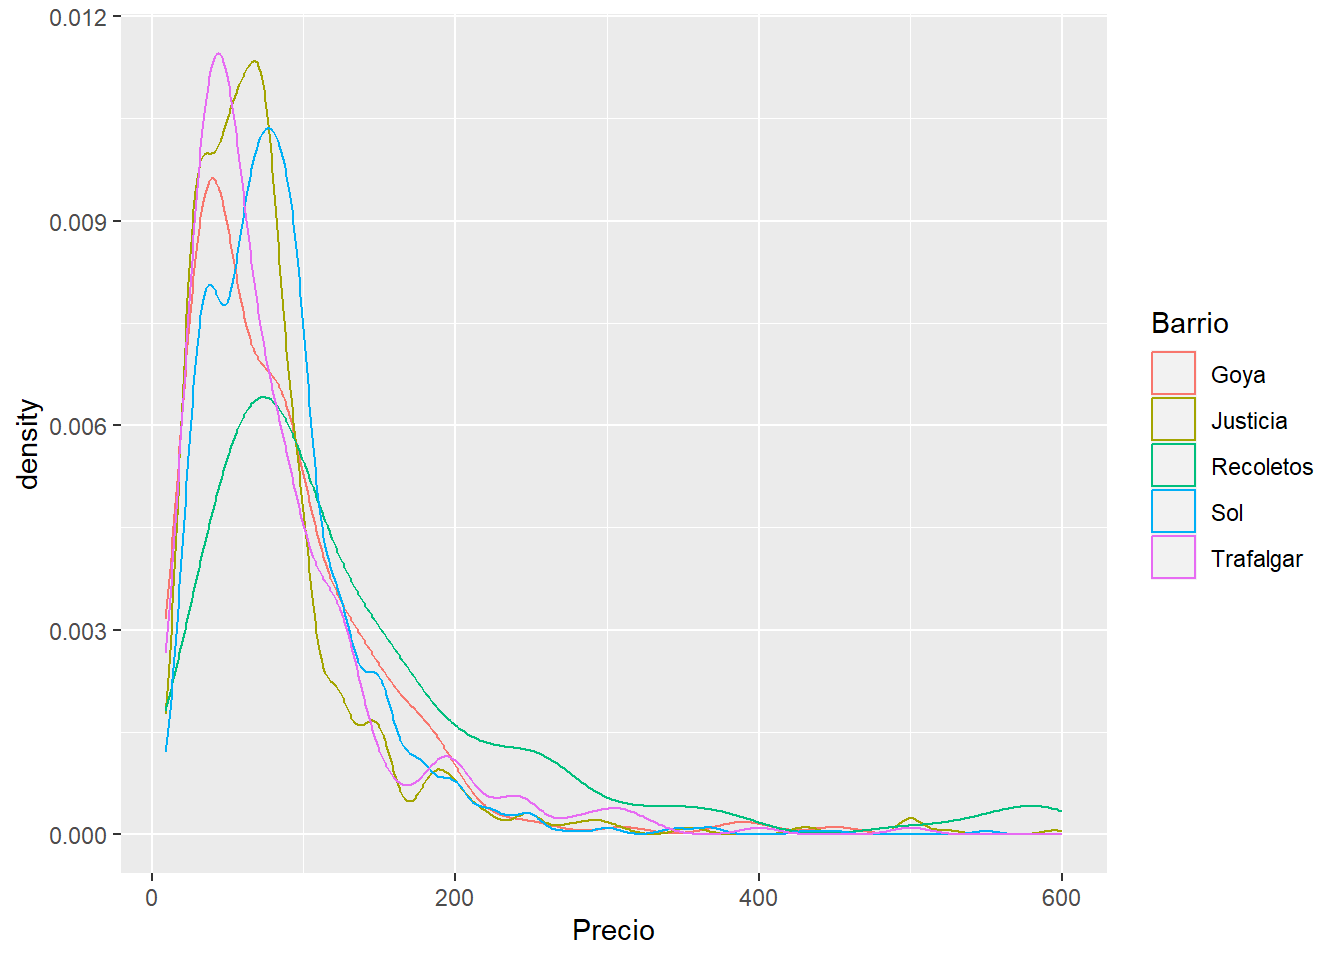 0.012
0.009
0.006
0.003
0.000
density
0
200
400
600
Precio
Barrio
Goya
Justicia
Recoletos
Sol
Trafalgar